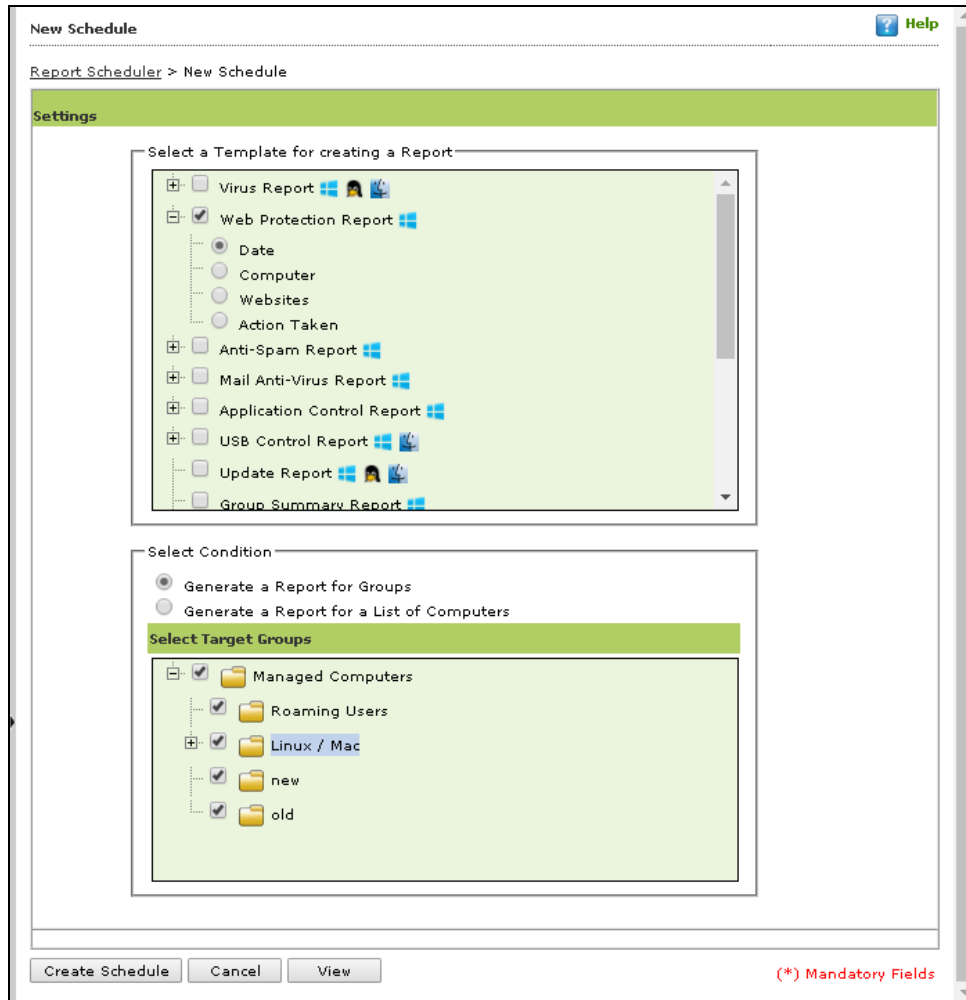 New Schedule
Help
Report Scheduler > New Schedule
Settings
Select a Template for creating a Report
Virus Report
Web Protection Report
Date
Computer
Websites
Action Taken
Anti-Spam Report
Mail Anti-Virus Report
Application Control Report
USB Control Report
Update Report
Group Summary Report
Select Condition
Generate a Report for Groups
Generate a Report for a List of Computers
Select Target Groups
Managed Computers
Roaming Users
Linux / Mac
new
old
Create Schedule Cancel View
(*) Mandatory Fields